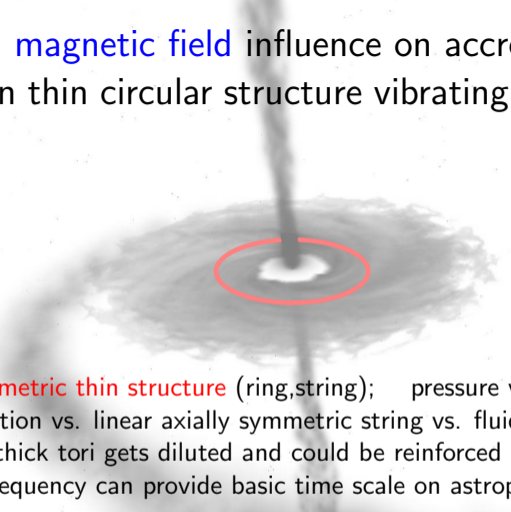 magnetic field influence on accr
n thin circular structure vibrating
metric thin structure (ring,string); pressure v
tion vs. linear axially symmetric string vs. flui
thick tori gets diluted and could be reinforced
equency can provide basic time scale on astrop